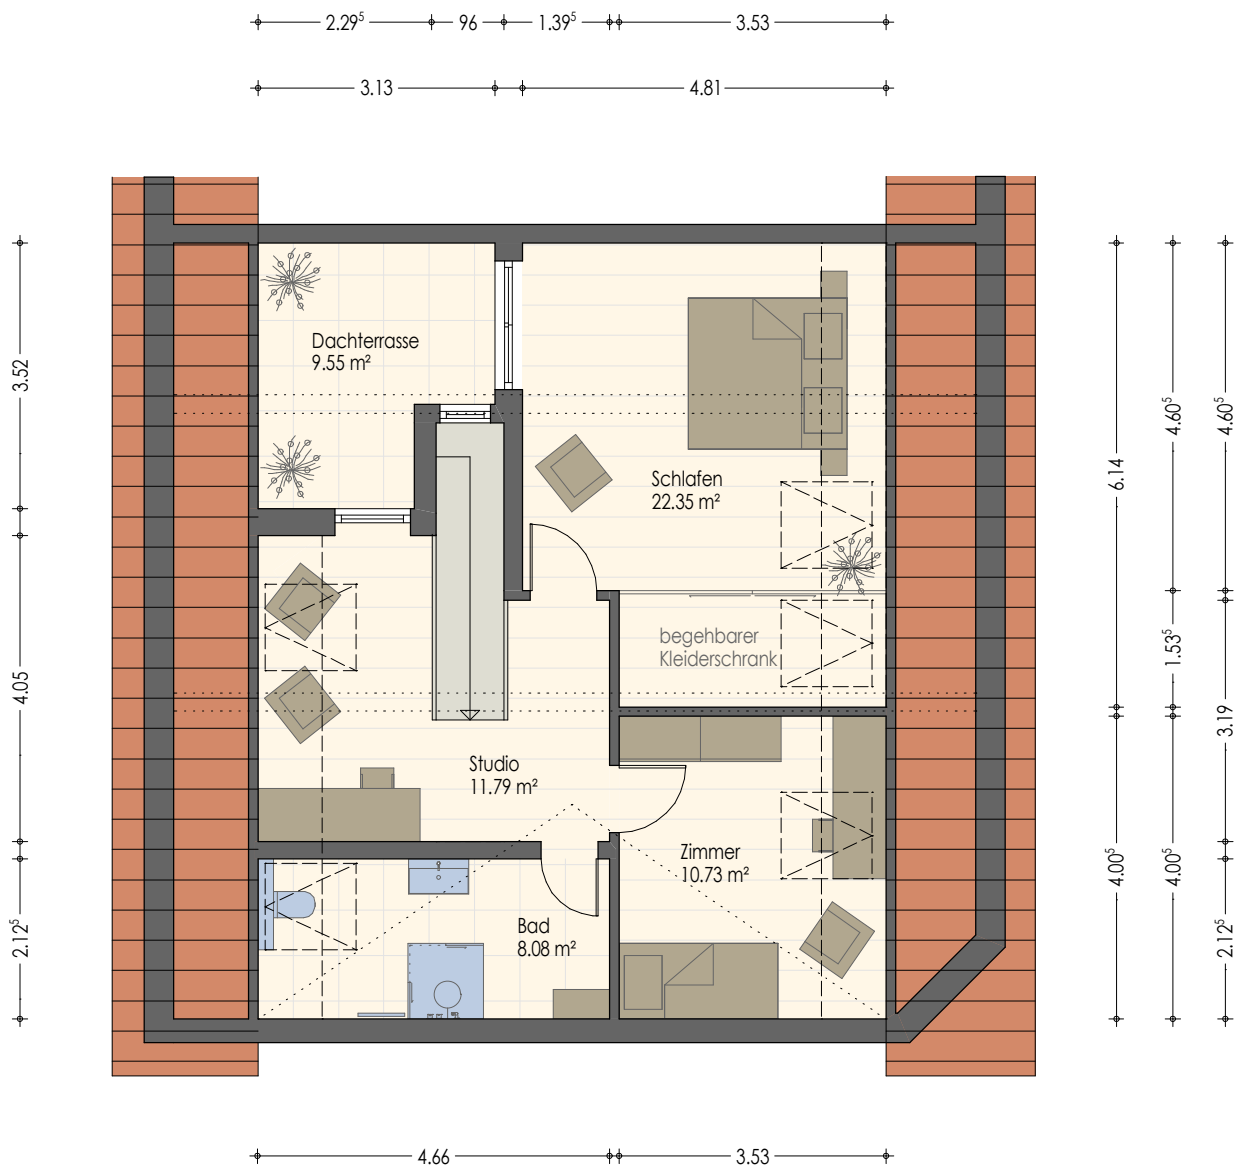 2.29⁵ 96 1.39⁵ 3.53
3.13 4.81
Dachterrasse
9.55 m²
3.52
4.60⁵
4.60⁵
6.14
Schlafen
22.35 m²
begehbarer
Kleiderschrank
1.53⁵
4.05
3.19
Studio
11.79 m²
Zimmer
10.73 m²
4.00⁵
4.00⁵
Bad
8.08 m²
2.12⁵
2.12⁵
4.66 3.53